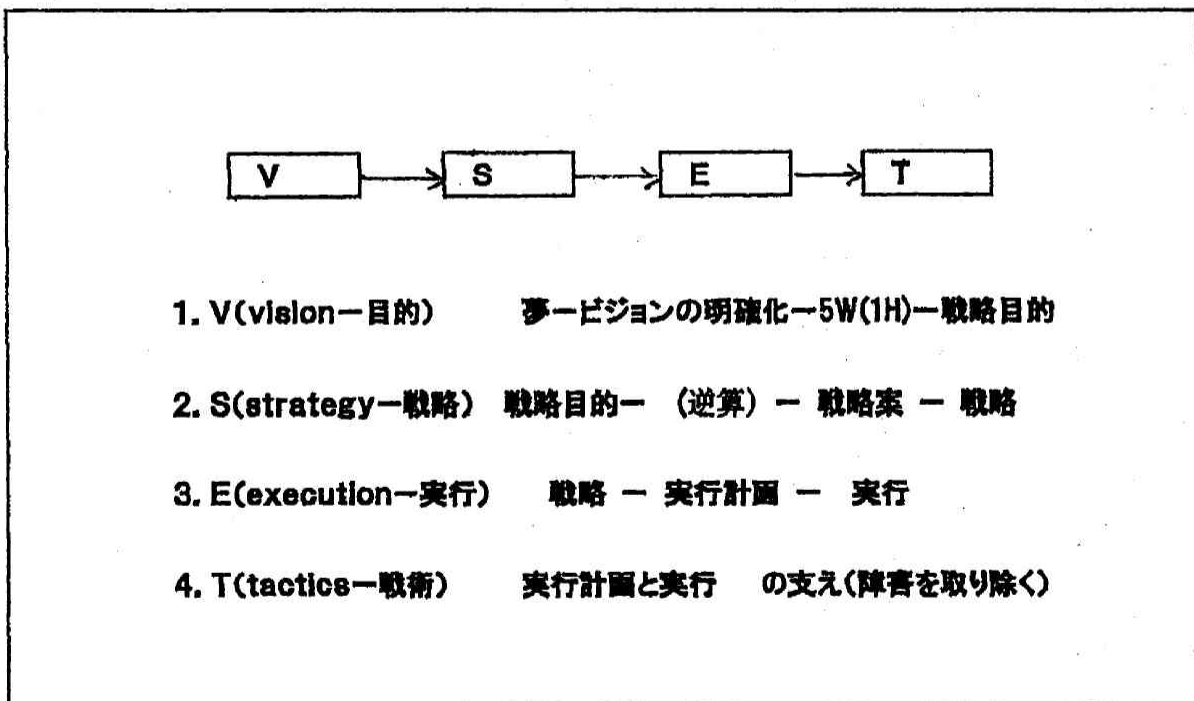 V S E T
1. V(vision－目的) 夢－ビジョンの明確化－5W(1H)－戦略目的
2. S(strategy－戦略) 戦略目的－ (逆算) － 戦略案 － 戦略
3. E(execution－実行) 戦略 － 実行計画 － 実行
4. T(tactics－戦術) 実行計画と実行 の支え(障害を取り除く)